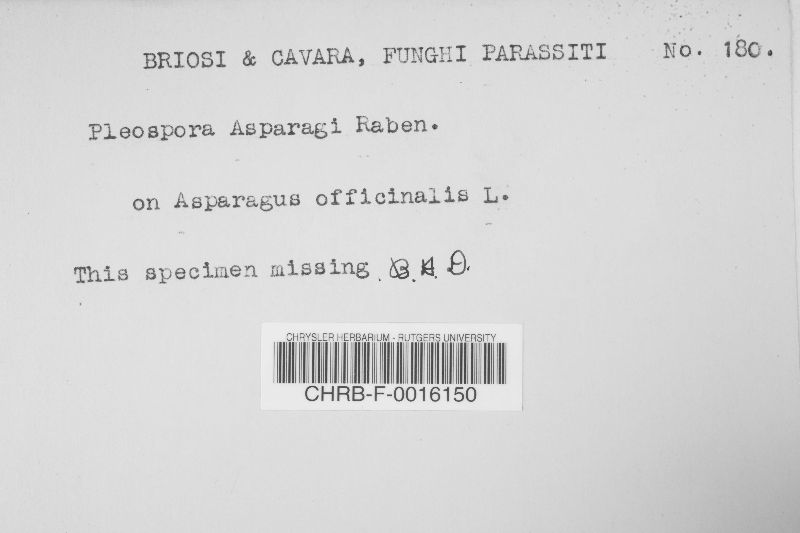 BRIOSI & CAVARA, FUNGHI PARASSITI No. 180.
Pleospora Asparagi Raben.
on Asparagus officinalis L.
This specimen missing
CHRYSLER HERBARIUM - RUTGERS UNIVERSITY
CHRB-F-0016150